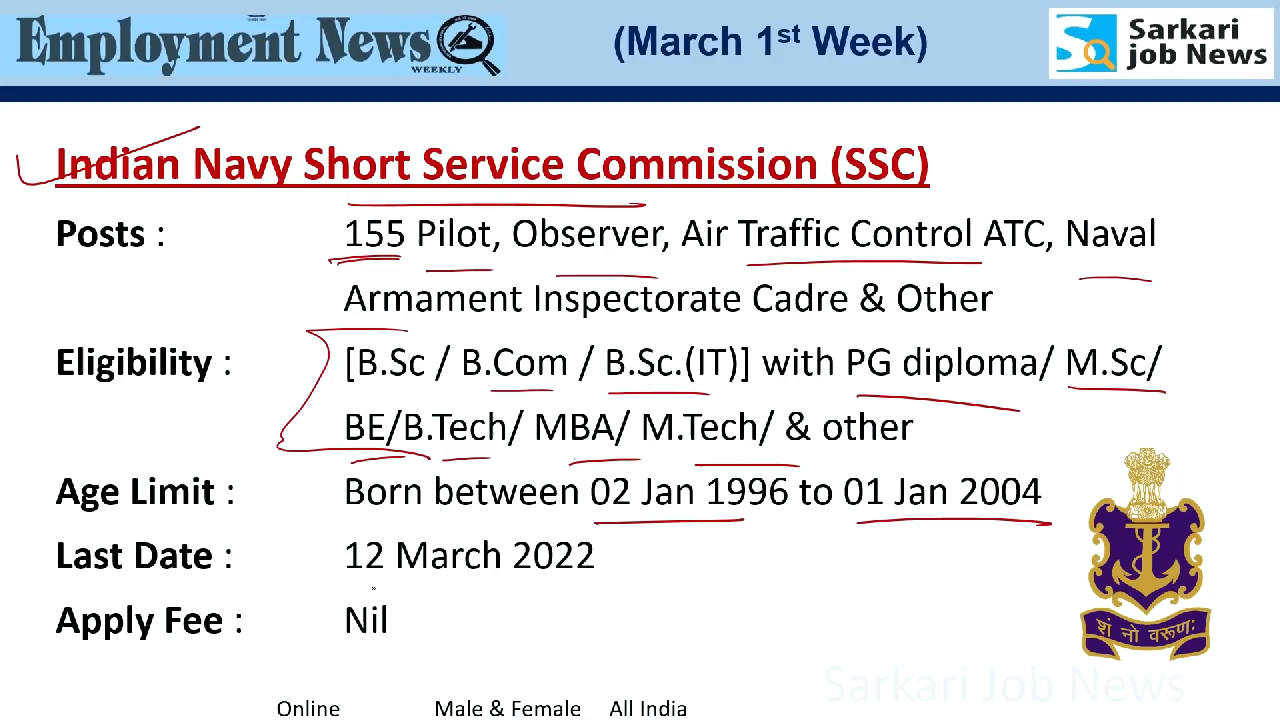 Employment News
WEEKLY
(March 1st Week)
Sarkari
job News
Indian Navy Short Service Commission (SSC)
Posts : 155 Pilot, Observer, Air Traffic Control ATC, Naval
Armament Inspectorate Cadre & Other
Eligibility : [B.Sc / B.Com / B.Sc.(IT)] with PG diploma/ M.Sc/
BE/B.Tech/ MBA/ M.Tech/ & other
Age Limit : Born between 02 Jan 1996 to 01 Jan 2004
Last Date : 12 March 2022
Apply Fee : Nil
शं नो वरूणः
Sarkari Job News
Online Male & Female All India